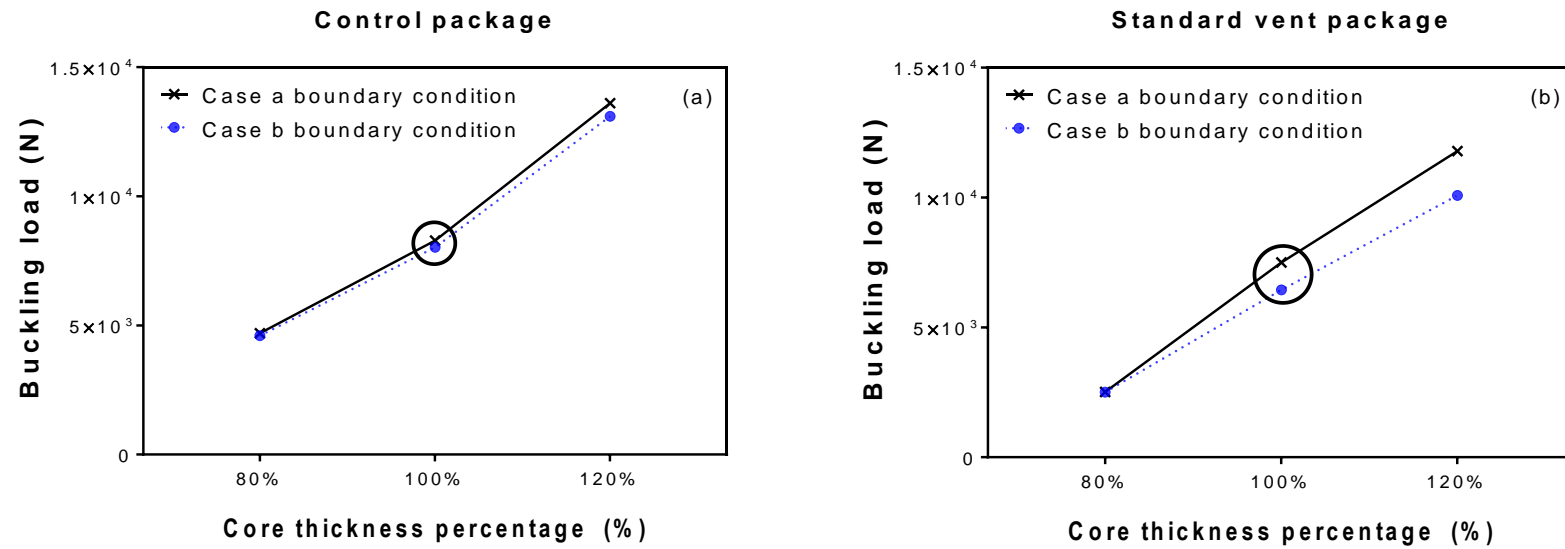 Control package
1.5×10⁴
1×10⁴
5×10³
0
Buckling load (N)
Case a boundary condition
Case b boundary condition
(a)
80%
100%
120%
Core thickness percentage (%)
Standard vent package
1.5×10⁴
1×10⁴
5×10³
0
Buckling load (N)
Case a boundary condition
Case b boundary condition
(b)
80%
100%
120%
Core thickness percentage (%)